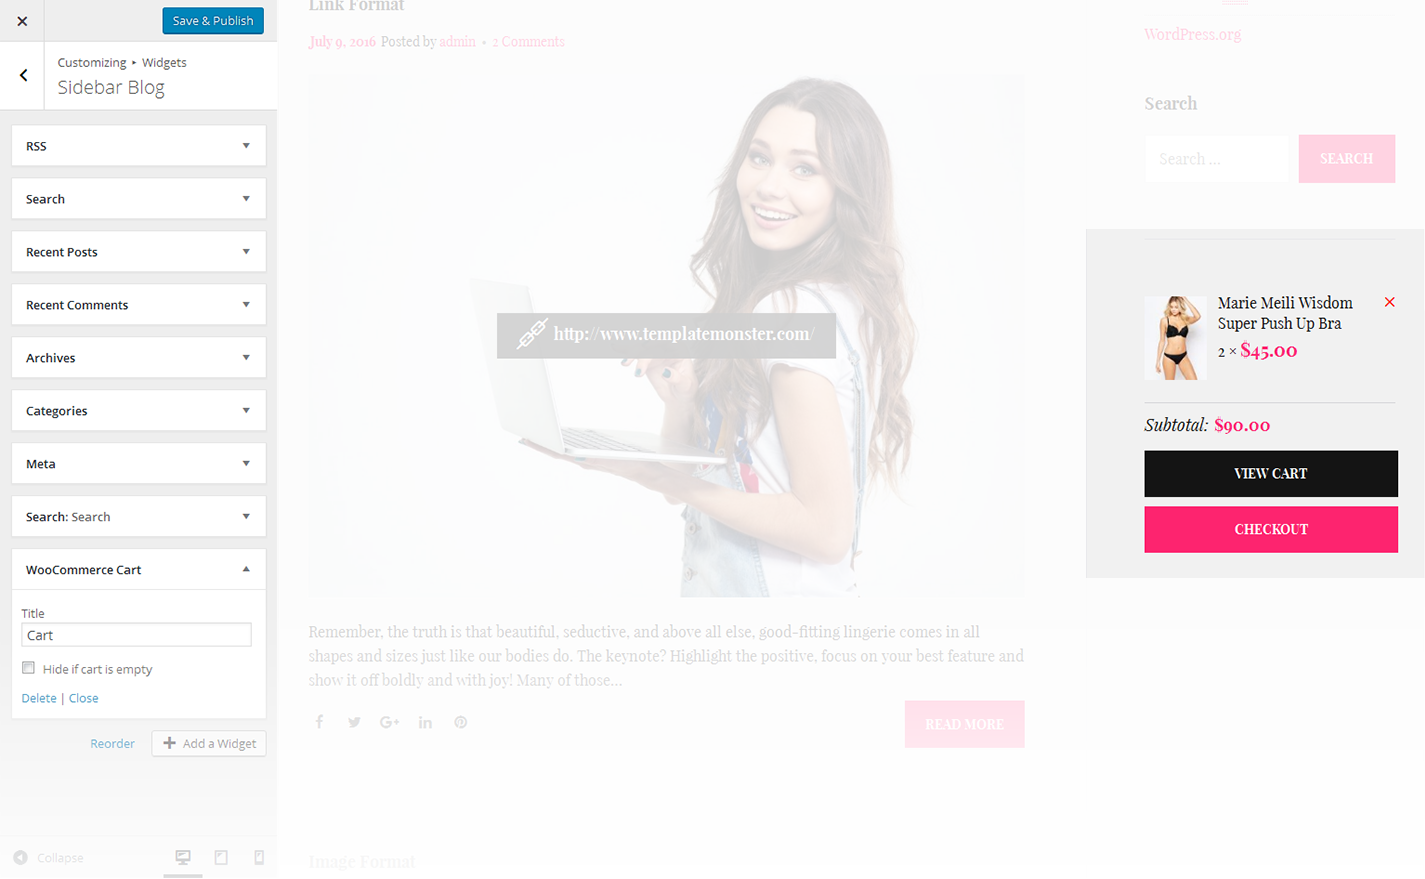 Save & Publish
Customizing ▸ Widgets
Sidebar Blog
RSS
Search
Recent Posts
Recent Comments
Archives
Categories
Meta
Search: Search
WooCommerce Cart
Title
Cart
Hide if cart is empty
Delete | Close
Reorder
Add a Widget
Collapse
Link Format
July 9, 2016 Posted by admin • 2 Comments
http://www.templatemonster.com/
Remember, the truth is that beautiful, seductive, and above all else, good-fitting lingerie comes in all
shapes and sizes just like our bodies do. The keynote? Highlight the positive, focus on your best feature and
show it off boldly and with joy! Many of those...
READ MORE
Image Format
WordPress.org
Search
Search ...
SEARCH
Marie Meili Wisdom
Super Push Up Bra
2 × $45.00
Subtotal: $90.00
VIEW CART
CHECKOUT